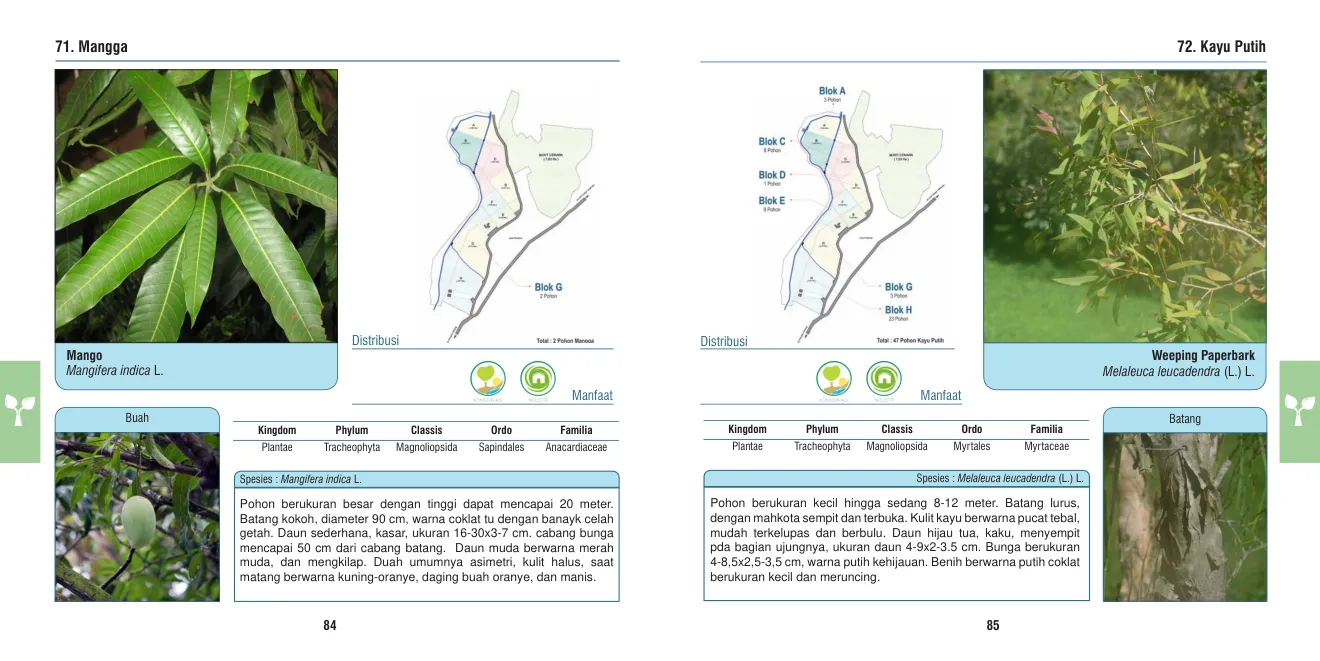 71. Mangga
Mango
Mangifera indica L.
Blok G
2 Pohon
Total : 2 Pohon Mangga
Distribusi
KONSERVASI
INDUSTRI
Manfaat
Buah
Kingdom Phylum Classis Ordo Familia
Plantae Tracheophyta Magnoliopsida Sapindales Anacardiaceae
Spesies : Mangifera indica L.
Pohon berukuran besar dengan tinggi dapat mencapai 20 meter.
Batang kokoh, diameter 90 cm, warna coklat tu dengan banayk celah
getah. Daun sederhana, kasar, ukuran 16-30x3-7 cm. cabang bunga
mencapai 50 cm dari cabang batang. Daun muda berwarna merah
muda, dan mengkilap. Duah umumnya asimetri, kulit halus, saat
matang berwarna kuning-oranye, daging buah oranye, dan manis.
84
72. Kayu Putih
Blok A
3 Pohon
Blok C
8 Pohon
Blok D
1 Pohon
Blok E
9 Pohon
Blok G
3 Pohon
Blok H
23 Pohon
Total : 47 Pohon Kayu Putih
Distribusi
KONSERVASI
INDUSTRI
Manfaat
Weeping Paperbark
Melaleuca leucadendra (L.) L.
Kingdom Phylum Classis Ordo Familia
Plantae Tracheophyta Magnoliopsida Myrtales Myrtaceae
Spesies : Melaleuca leucadendra (L.) L.
Pohon berukuran kecil hingga sedang 8-12 meter. Batang lurus,
dengan mahkota sempit dan terbuka. Kulit kayu berwarna pucat tebal,
mudah terkelupas dan berbulu. Daun hijau tua, kaku, menyempit
pda bagian ujungnya, ukuran daun 4-9x2-3.5 cm. Bunga berukuran
4-8,5x2,5-3,5 cm, warna putih kehijauan. Benih berwarna putih coklat
berukuran kecil dan meruncing.
Batang
85